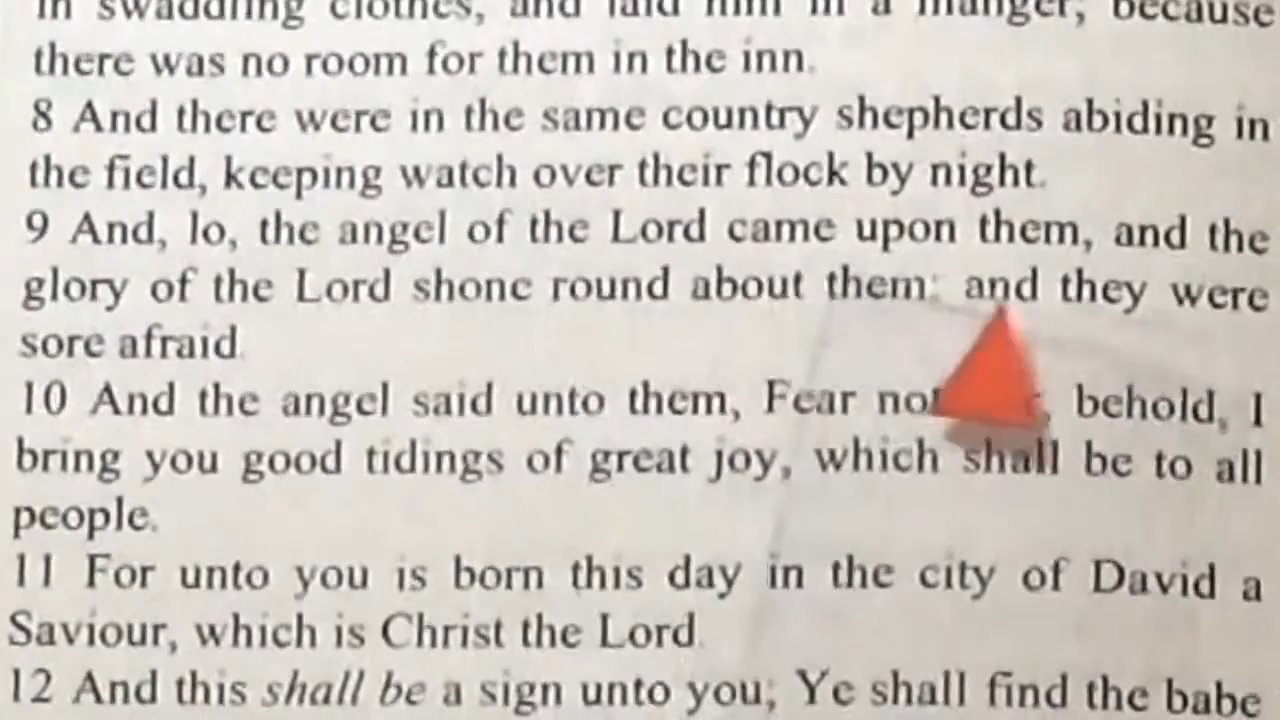 in swaddling clothes, and laid him in a manger, because
there was no room for them in the inn.
8 And there were in the same country shepherds abiding in
the field, keeping watch over their flock by night.
9 And, lo, the angel of the Lord came upon them, and the
glory of the Lord shone round about them: and they were
sore afraid.
10 And the angel said unto them, Fear not behold, I
bring you good tidings of great joy, which shall be to all
people.
11 For unto you is born this day in the city of David a
Saviour, which is Christ the Lord.
12 And this shall be a sign unto you; Ye shall find the babe